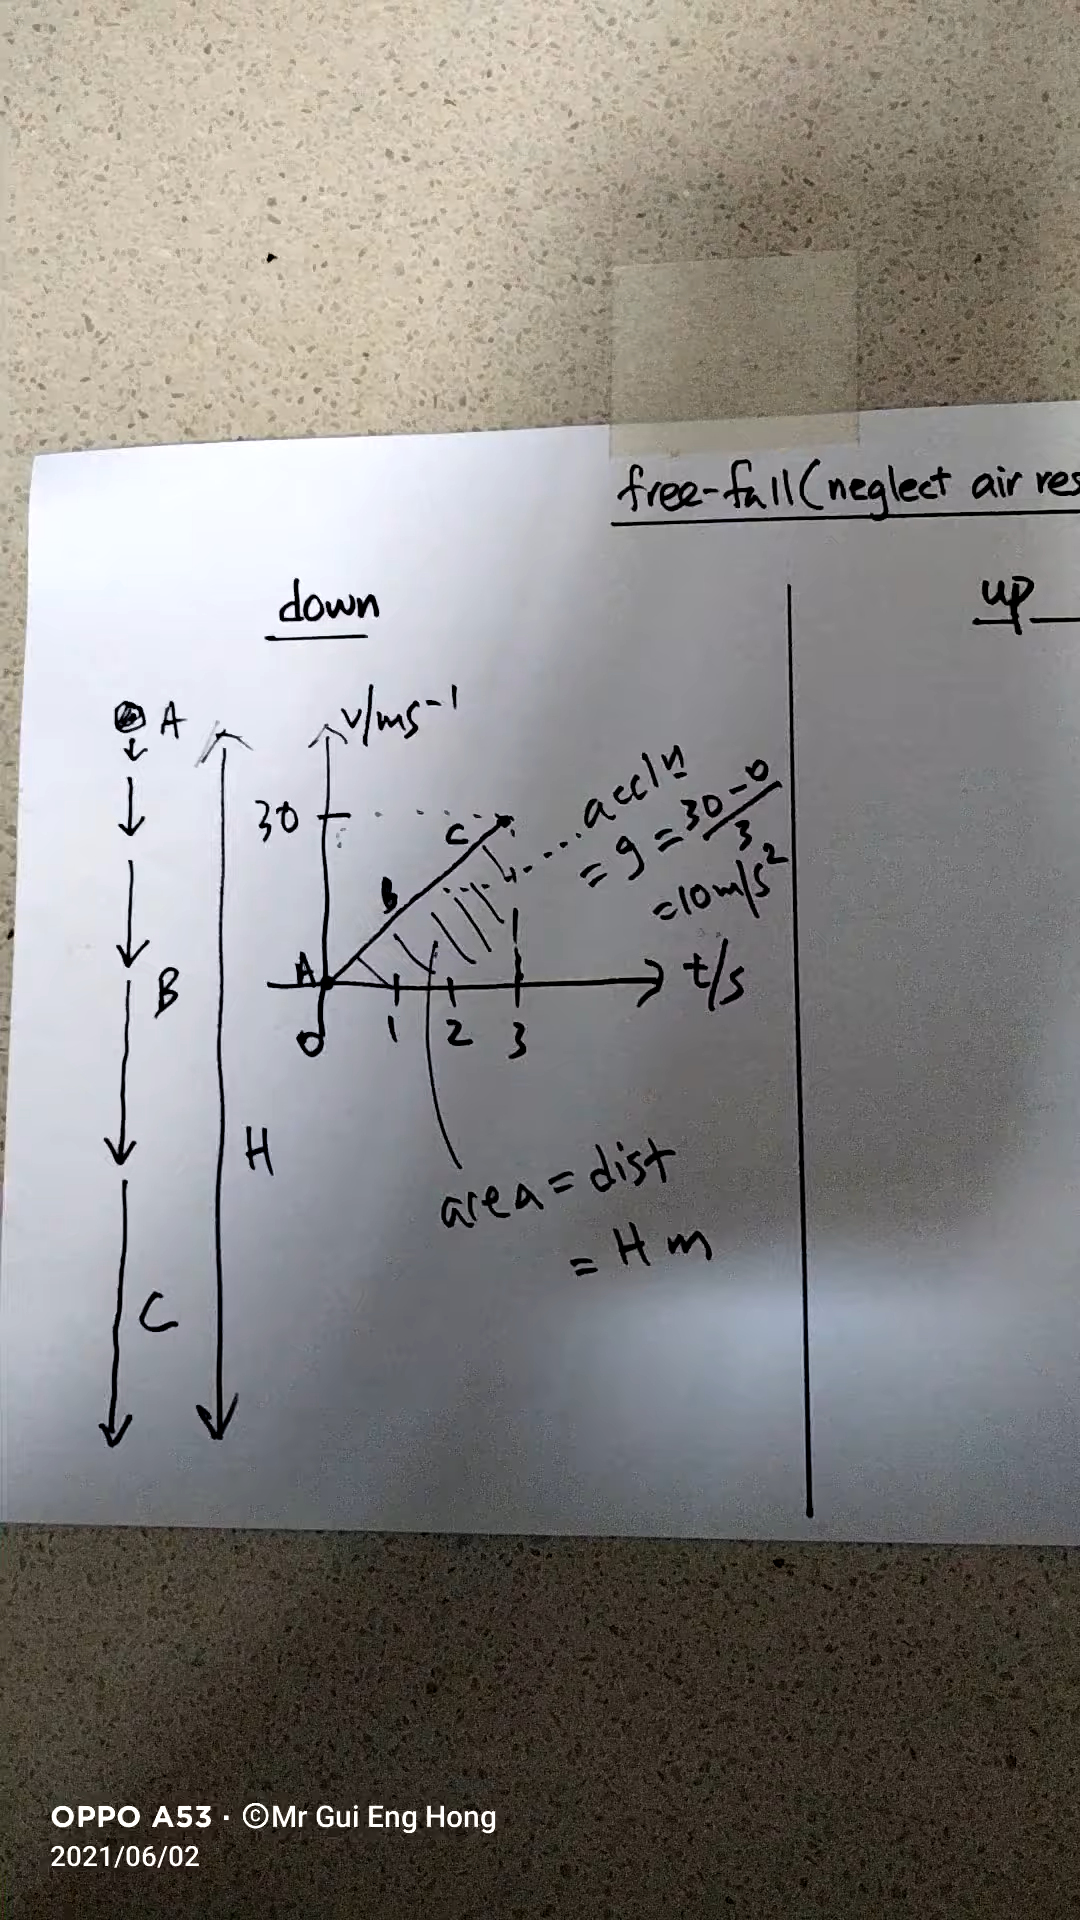 free-fall (neglect air res
down
up
A
B
C
H
v/ms⁻¹
30
A
B
C
0
1
2
3
t/s
accln
= g = 30-0/3
=10m/s²
area = dist
= H m
OPPO A53 · ©Mr Gui Eng Hong
2021/06/02